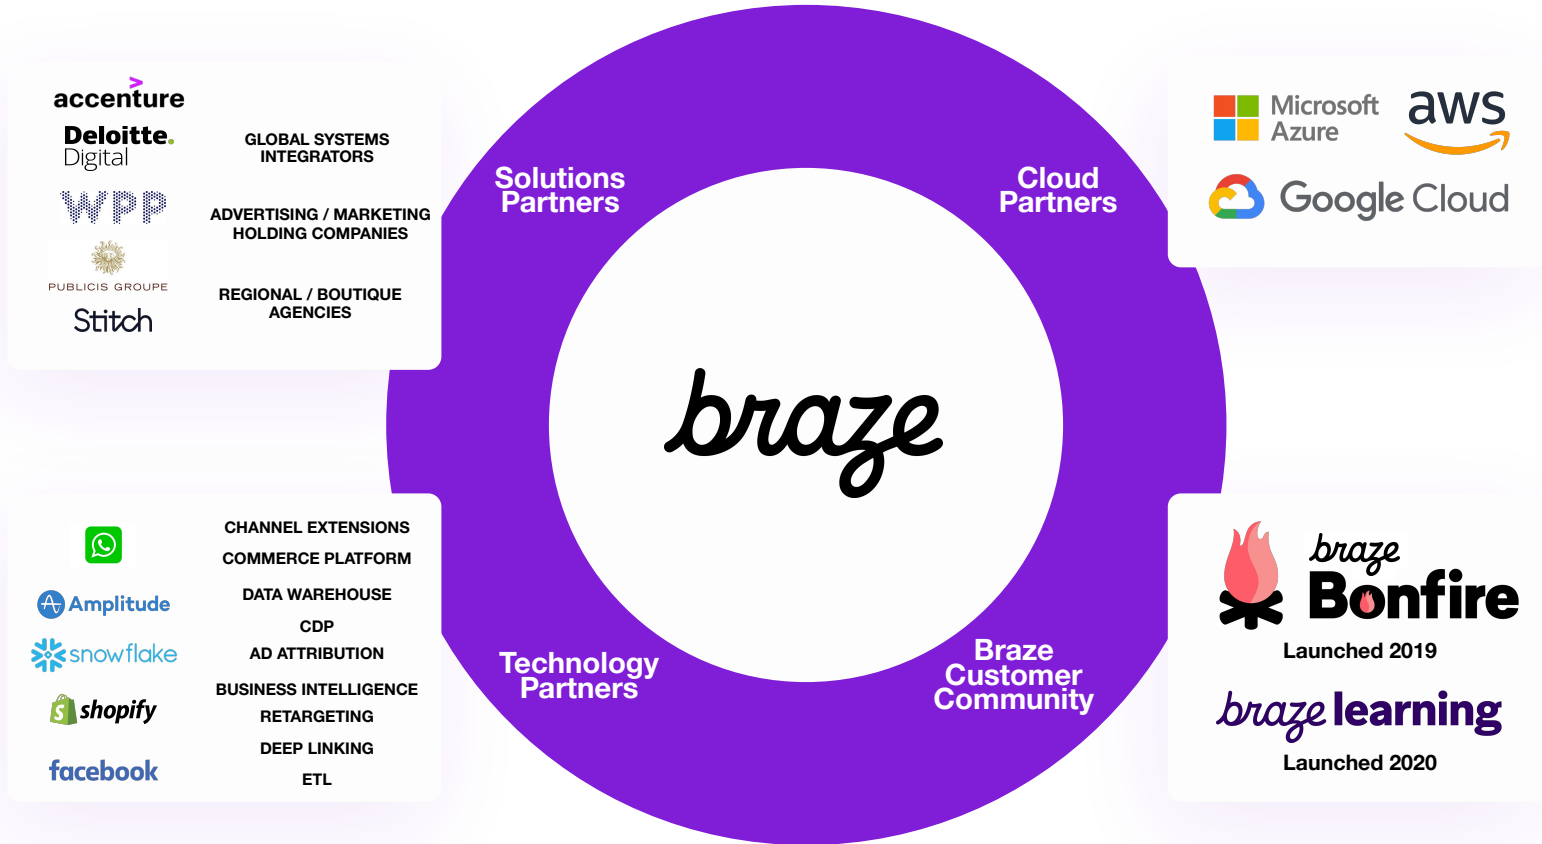 accenture
Deloitte.
Digital
WPP
PUBLICIS GROUPE
Stitch
GLOBAL SYSTEMS
INTEGRATORS
ADVERTISING / MARKETING
HOLDING COMPANIES
REGIONAL / BOUTIQUE
AGENCIES
Solutions
Partners
Cloud
Partners
Microsoft
Azure
aws
Google Cloud
braze
Amplitude
snowflake
shopify
facebook
CHANNEL EXTENSIONS
COMMERCE PLATFORM
DATA WAREHOUSE
CDP
AD ATTRIBUTION
BUSINESS INTELLIGENCE
RETARGETING
DEEP LINKING
ETL
Technology
Partners
Braze
Customer
Community
braze
Bonfire
Launched 2019
braze learning
Launched 2020